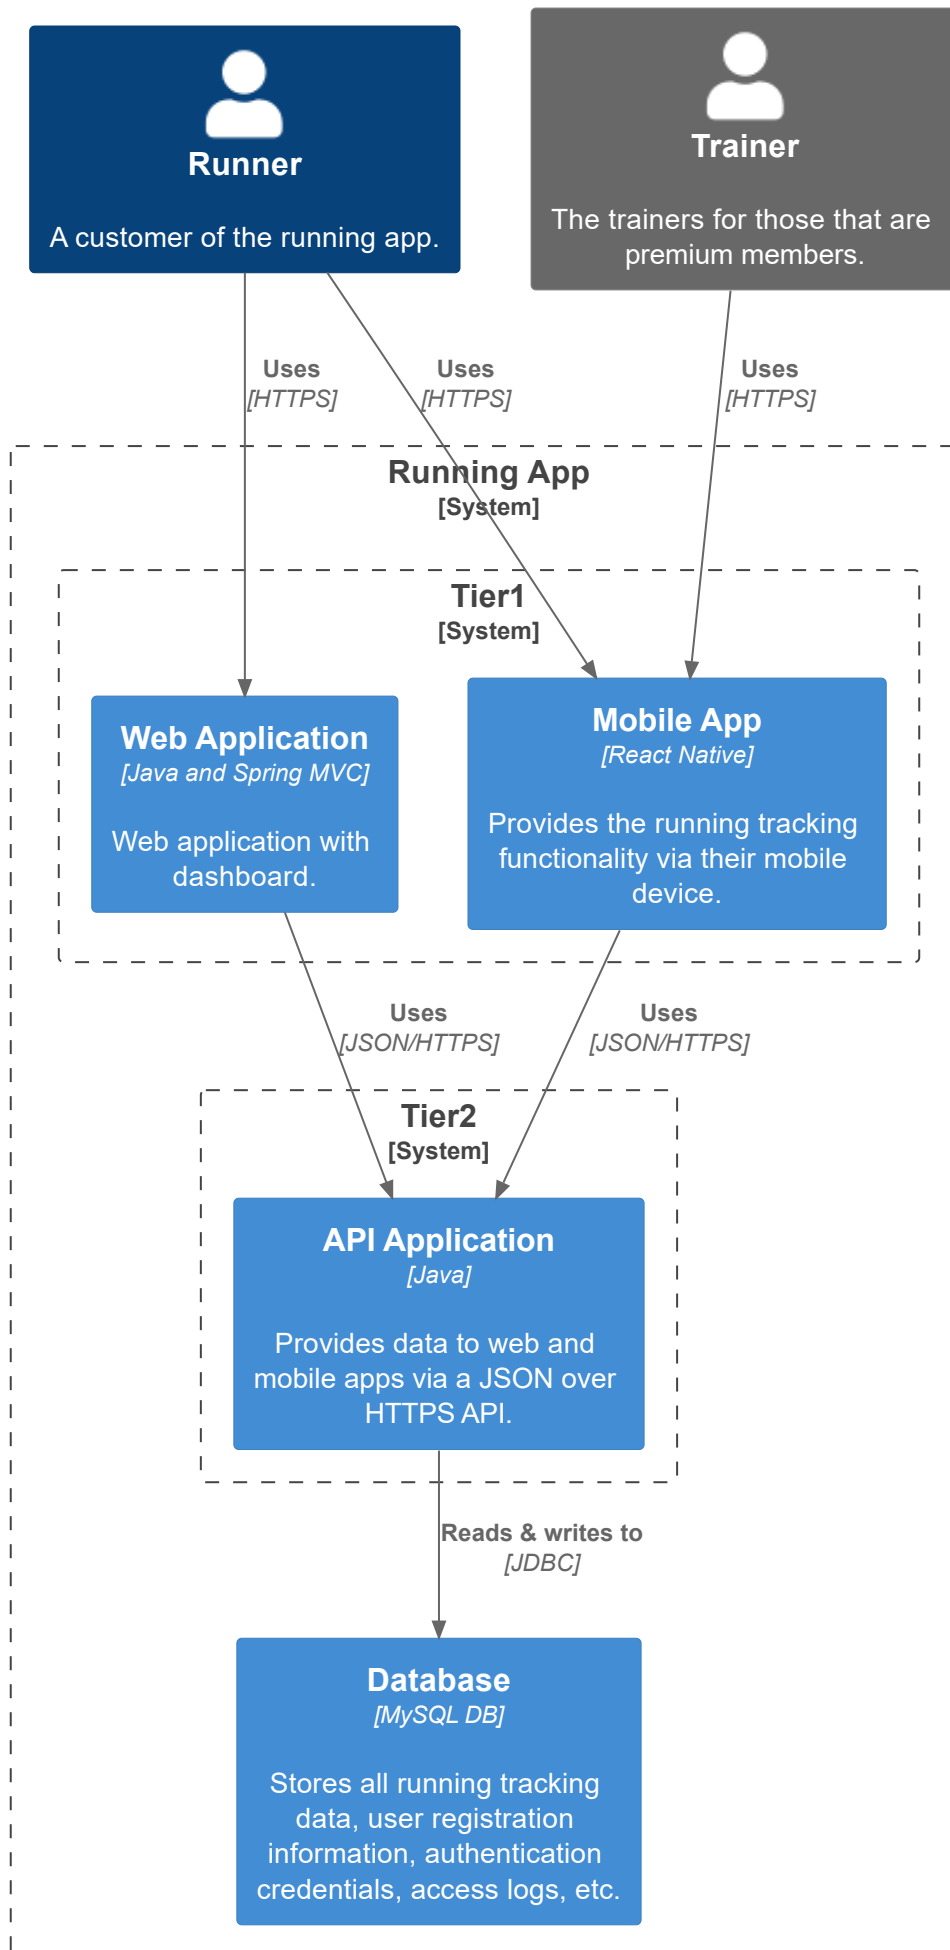 Runner
A customer of the running app.
Trainer
The trainers for those that are
premium members.
Uses
[HTTPS]
Uses
[HTTPS]
Uses
[HTTPS]
Running App
[System]
Tier1
[System]
Web Application
[Java and Spring MVC]
Web application with
dashboard.
Mobile App
[React Native]
Provides the running tracking
functionality via their mobile
device.
Uses
[JSON/HTTPS]
Uses
[JSON/HTTPS]
Tier2
[System]
API Application
[Java]
Provides data to web and
mobile apps via a JSON over
HTTPS API.
Reads & writes to
[JDBC]
Database
[MySQL DB]
Stores all running tracking
data, user registration
information, authentication
credentials, access logs, etc.